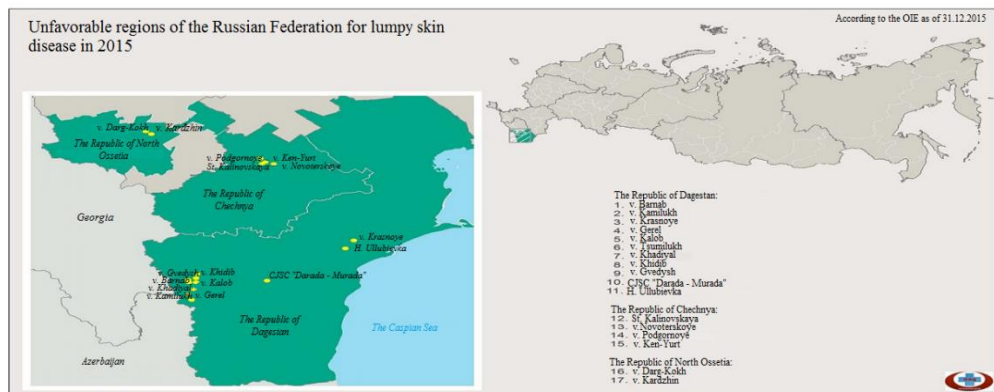 Unfavorable regions of the Russian Federation for lumpy skin
disease in 2015
According to the OIE as of 31.12.2015
v. Darg-Kokh
v. Kardzhin
The Republic of North
Ossetia
v. Podgornoye
v. Ken-Yurt
St. Kalinovskaya
v. Novoterskoye
The Republic of
Chechnya
Georgia
v. Krasnoye
H. Ullubievka
v. Gvedysh
v. Khidib
v. Barnab
v. Kalob
v. Khadiyal
v. Kamilukh
v. Gerel
CJSC "Darada - Murada"
The Republic of
Dagesian
The Caspian Sea
Azerbaijan
The Republic of Dagestan:
1. v. Barnab
2. v. Kamilukh
3. v. Krasnoye
4. v. Gerel
5. v. Kalob
6. v. Tsumilukh
7. v. Khadiyal
8. v. Khidib
9. v. Gvedysh
10. CJSC "Darada - Murada"
11. H. Ullubievka
The Republic of Chechnya:
12. St. Kalinovskaya
13. v.Novoterskoye
14. v. Podgornoye
15. v. Ken-Yurt
The Republic of North Ossetia:
16. v. Darg-Kokh
17. v. Kardzhin